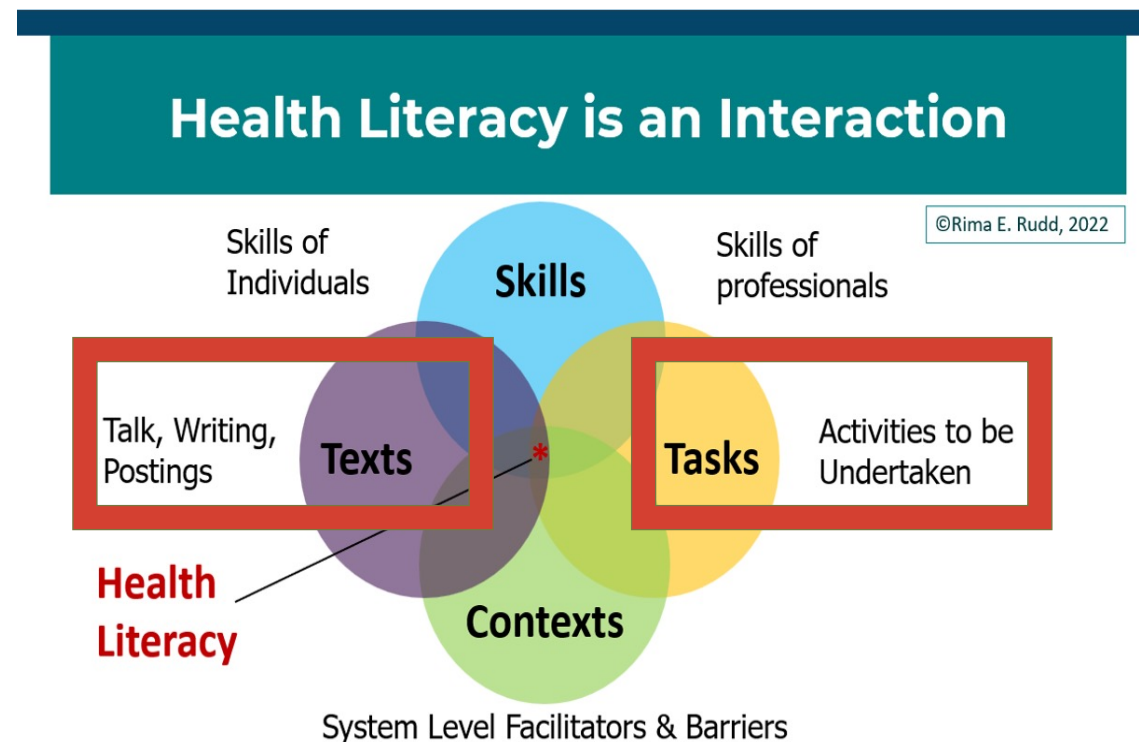 Health Literacy is an Interaction
©Rima E. Rudd, 2022
Skills of
Individuals
Skills
Skills of
professionals
Talk, Writing,
Postings
Texts
*
Tasks
Activities to be
Undertaken
Health
Literacy
Contexts
System Level Facilitators & Barriers